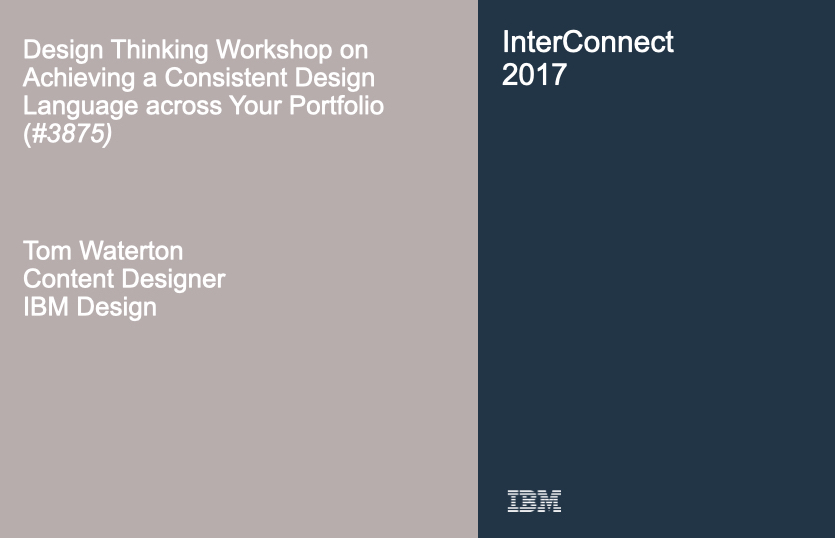 Design Thinking Workshop on
Achieving a Consistent Design
Language across Your Portfolio
(#3875)
Tom Waterton
Content Designer
IBM Design
InterConnect
2017
IBM